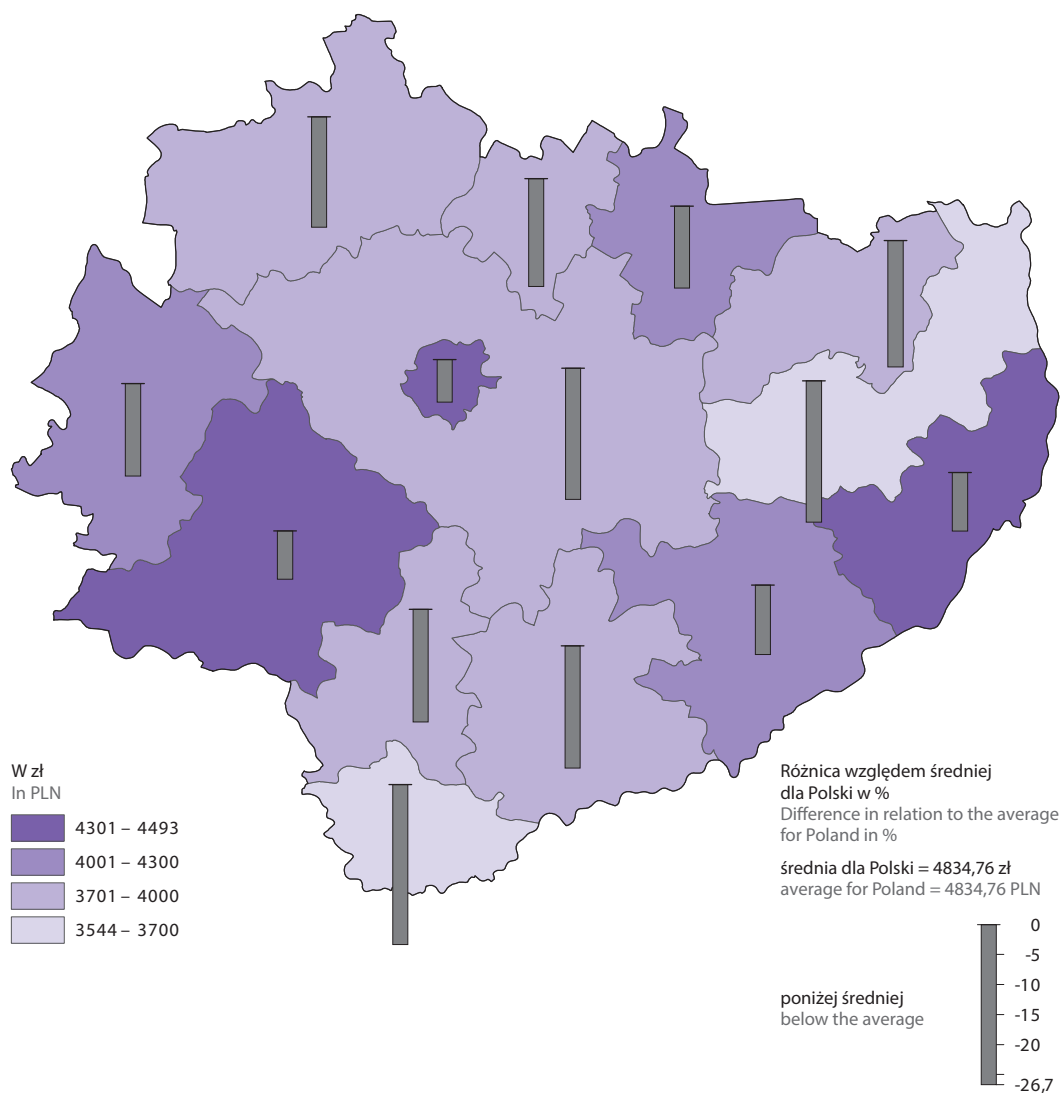 W zł
In PLN
4301 – 4493
4001 – 4300
3701 – 4000
3544 – 3700
Różnica względem średniej
dla Polski w %
Difference in relation to the average
for Poland in %
średnia dla Polski = 4834,76 zł
average for Poland = 4834,76 PLN
poniżej średniej
below the average
0
-5
-10
-15
-20
-26,7